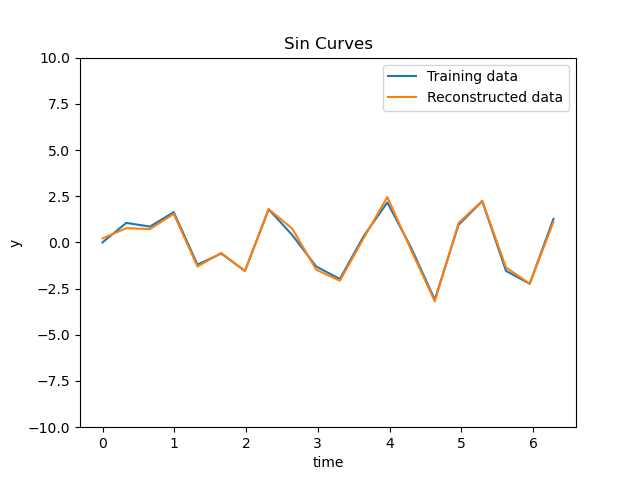 Sin Curves
Training data
Reconstructed data
10.0
7.5
5.0
2.5
0.0
−2.5
−5.0
−7.5
−10.0
y
0 1 2 3 4 5 6
time